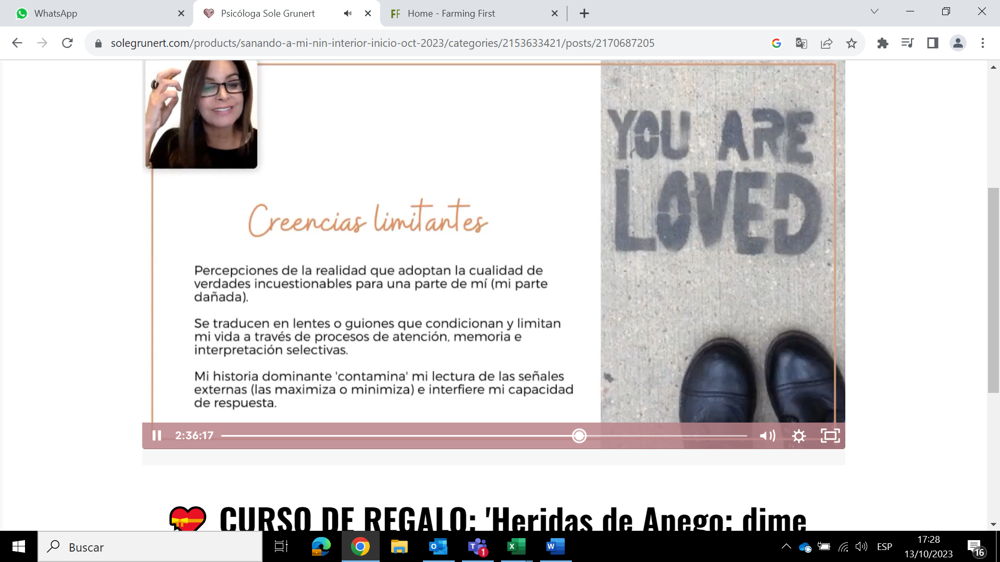 WhatsApp
Psicóloga Sole Grunert
FF Home - Farming First
solegrunert.com/products/sanando-a-mi-nin-interior-inicio-oct-2023/categories/2153633421/posts/2170687205
YOU ARE
LOVED
Creencias limitantes
Percepciones de la realidad que adoptan la cualidad de
verdades incuestionables para una parte de mí (mi parte
dañada).
Se traducen en lentes o guiones que condicionan y limitan
mi vida a través de procesos de atención, memoria e
interpretación selectivas.
Mi historia dominante 'contamina' mi lectura de las señales
externas (las maximiza o minimiza) e interfiere mi capacidad
de respuesta.
2:36:17
CURSO DE REGALO: 'Heridas de Apego: dime
Buscar
1
ESP
17:28
13/10/2023
16